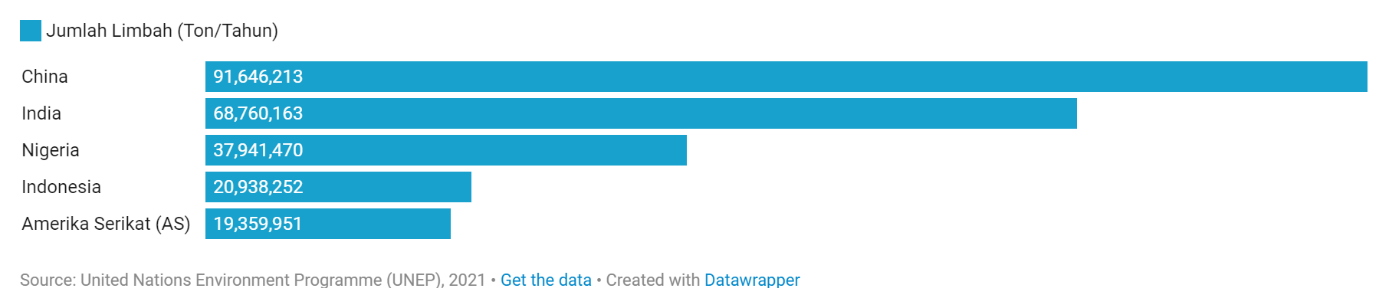 Jumlah Limbah (Ton/Tahun)
China 91,646,213
India 68,760,163
Nigeria 37,941,470
Indonesia 20,938,252
Amerika Serikat (AS) 19,359,951
Source: United Nations Environment Programme (UNEP), 2021 • Get the data • Created with Datawrapper